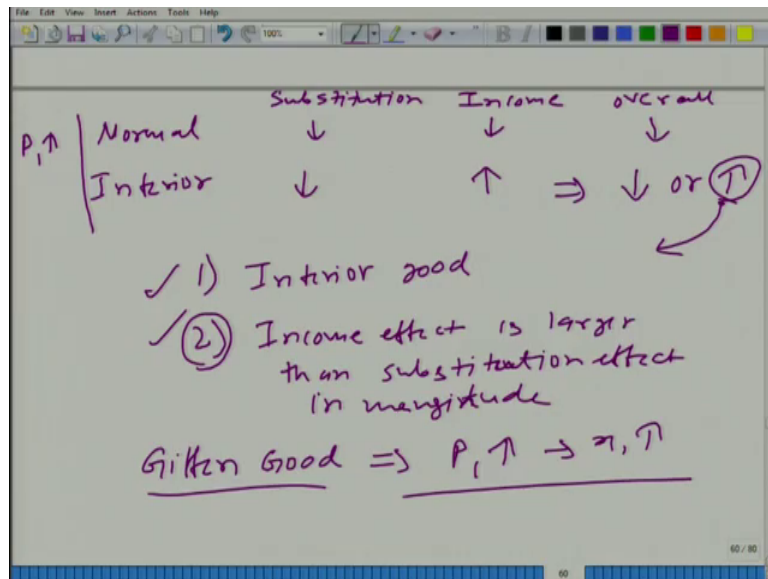 File Edit View Insert Actions Tools Help
100%
Substitution Income overall
P₁↑ Normal ↓ ↓ ↓
Inferior ↓ ↑ ⇒ ↓ or ↑
✓ 1) Inferior good
✓ 2) Income effect is larger
than substitution effect
in mangitude
Giffen Good ⇒ P₁↑ → x₁↑
60 / 80
60